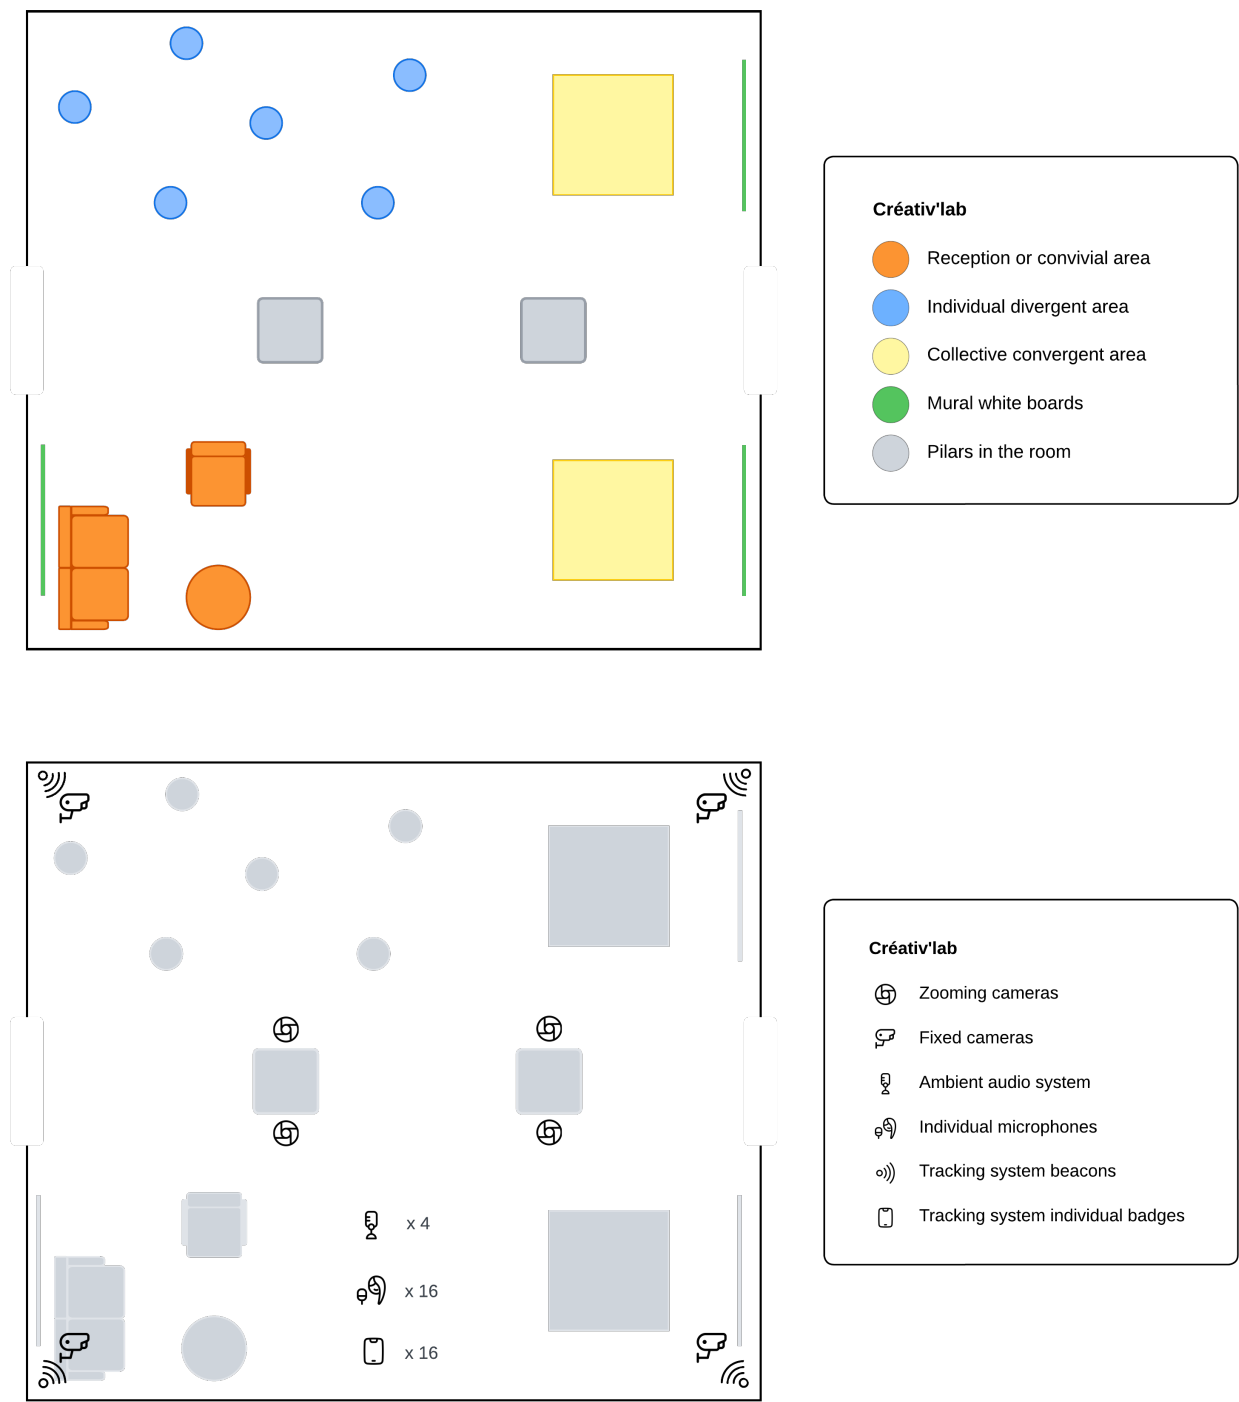 Créativ'lab
Reception or convivial area
Individual divergent area
Collective convergent area
Mural white boards
Pilars in the room
x 4
x 16
x 16
Créativ'lab
Zooming cameras
Fixed cameras
Ambient audio system
Individual microphones
Tracking system beacons
Tracking system individual badges